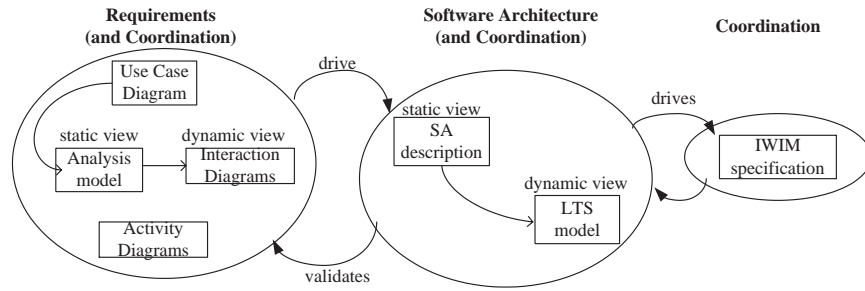 Requirements
(and Coordination)
Software Architecture
(and Coordination)
Coordination
Use Case
Diagram
drive
drives
static view
dynamic view
Analysis
model
Interaction
Diagrams
static view
SA
description
IWIM
specification
dynamic view
LTS
model
Activity
Diagrams
validates